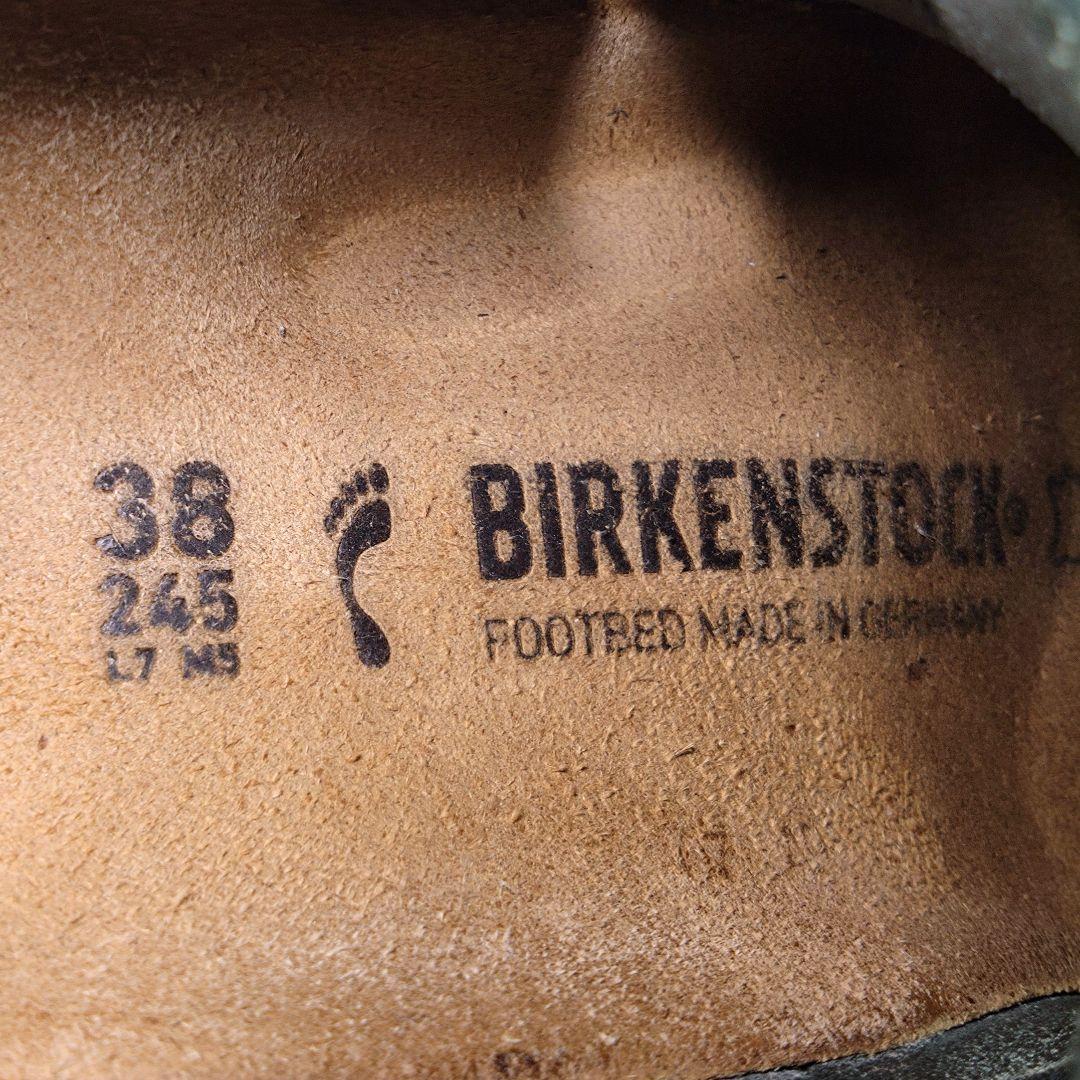 38
245
L7 M5
BIRKENSTOCK®
FOOTBED MADE IN GERMANY